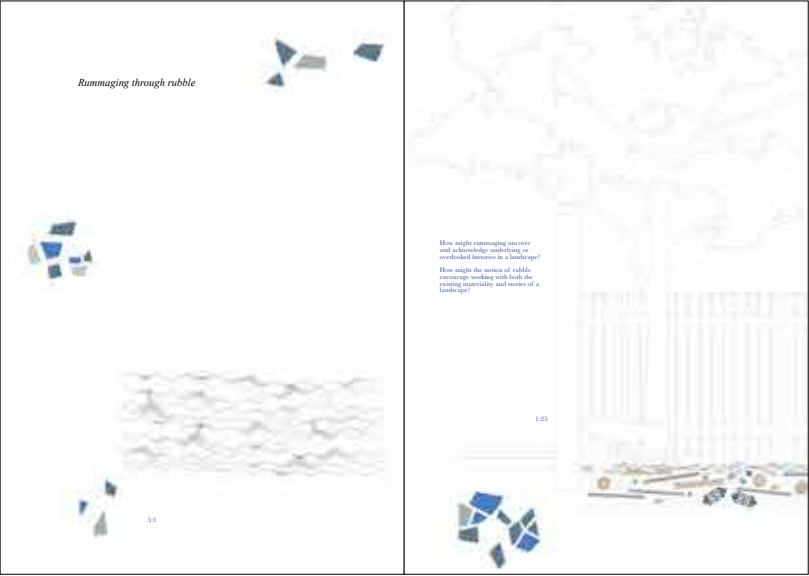 Rummaging through rubble
5:1
How might rummaging uncover
and acknowledge underlying or
overlooked histories in a landscape?
How might the notion of rubble
encourage working with both the
existing materiality and stories of a
landscape?
1:25